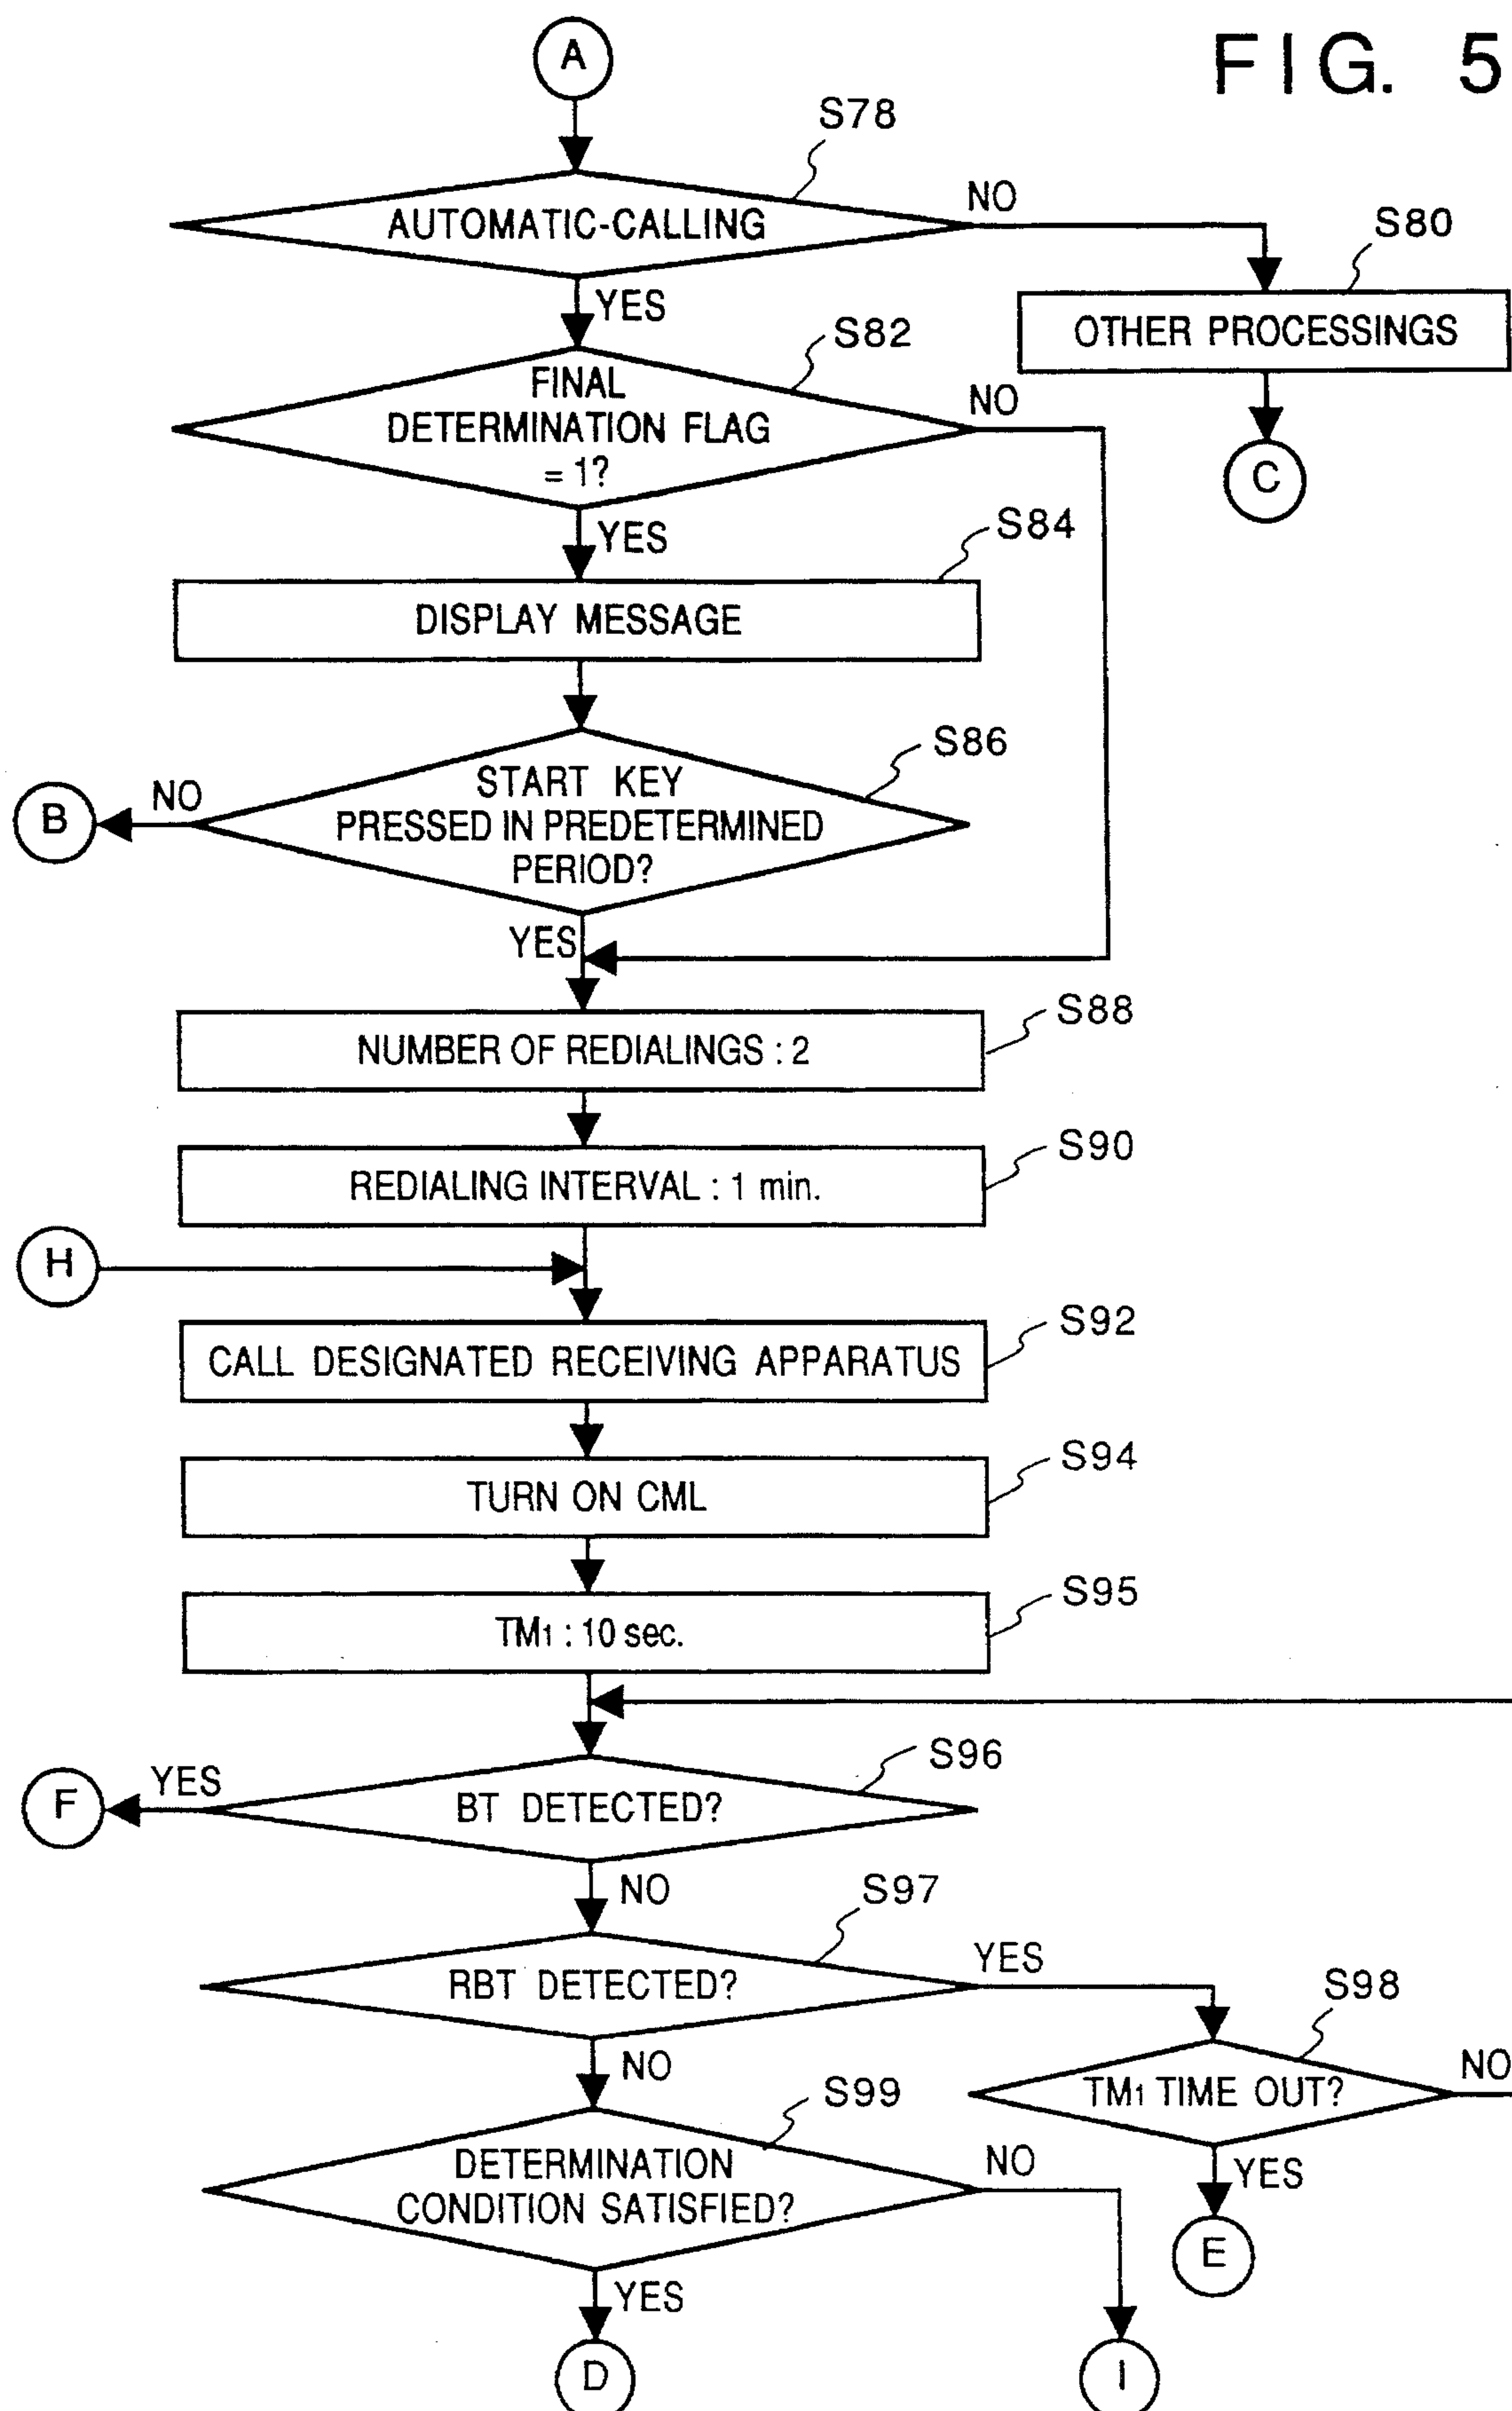 FIG. 5
A
S78
AUTOMATIC-CALLING
NO
YES
S80
OTHER PROCESSINGS
C
S82
FINAL
DETERMINATION FLAG
= 1?
NO
YES
S84
DISPLAY MESSAGE
S86
START KEY
PRESSED IN PREDETERMINED
PERIOD?
NO
B
YES
S88
NUMBER OF REDIALINGS : 2
S90
REDIALING INTERVAL : 1 min.
H
S92
CALL DESIGNATED RECEIVING APPARATUS
S94
TURN ON CML
S95
TM1 : 10 sec.
S96
BT DETECTED?
YES
F
NO
S97
RBT DETECTED?
YES
NO
S98
TM1 TIME OUT?
NO
YES
E
S99
DETERMINATION
CONDITION SATISFIED?
NO
YES
D
I